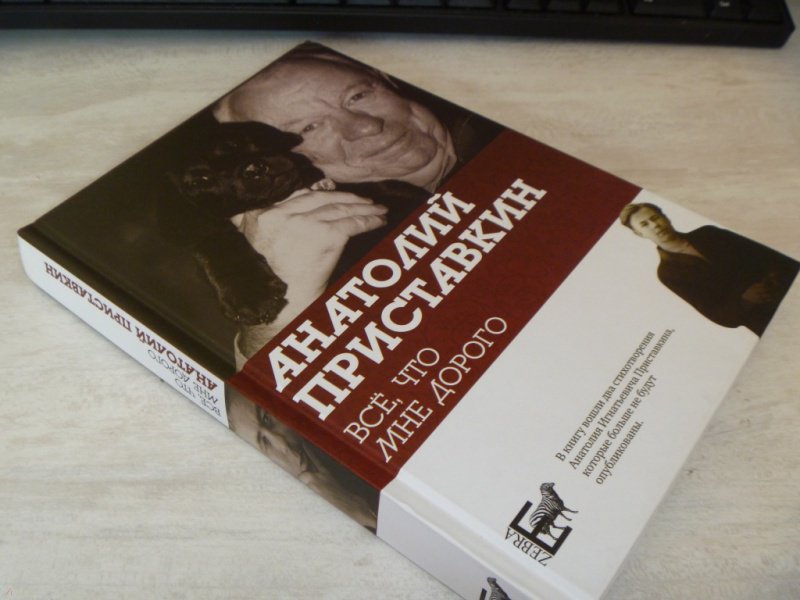 АНАТОЛИЙ
ПРИСТАВКИН
ВСЁ, ЧТО
МНЕ ДОРОГО
В книгу вошли два стихотворения
Анатолия Игнатьевича Приставкина,
которые больше не будут
опубликованы.
ZEBRA E
АНАТОЛИЙ ПРИСТАВКИН
ВСЁ, ЧТО
МНЕ ДОРОГО